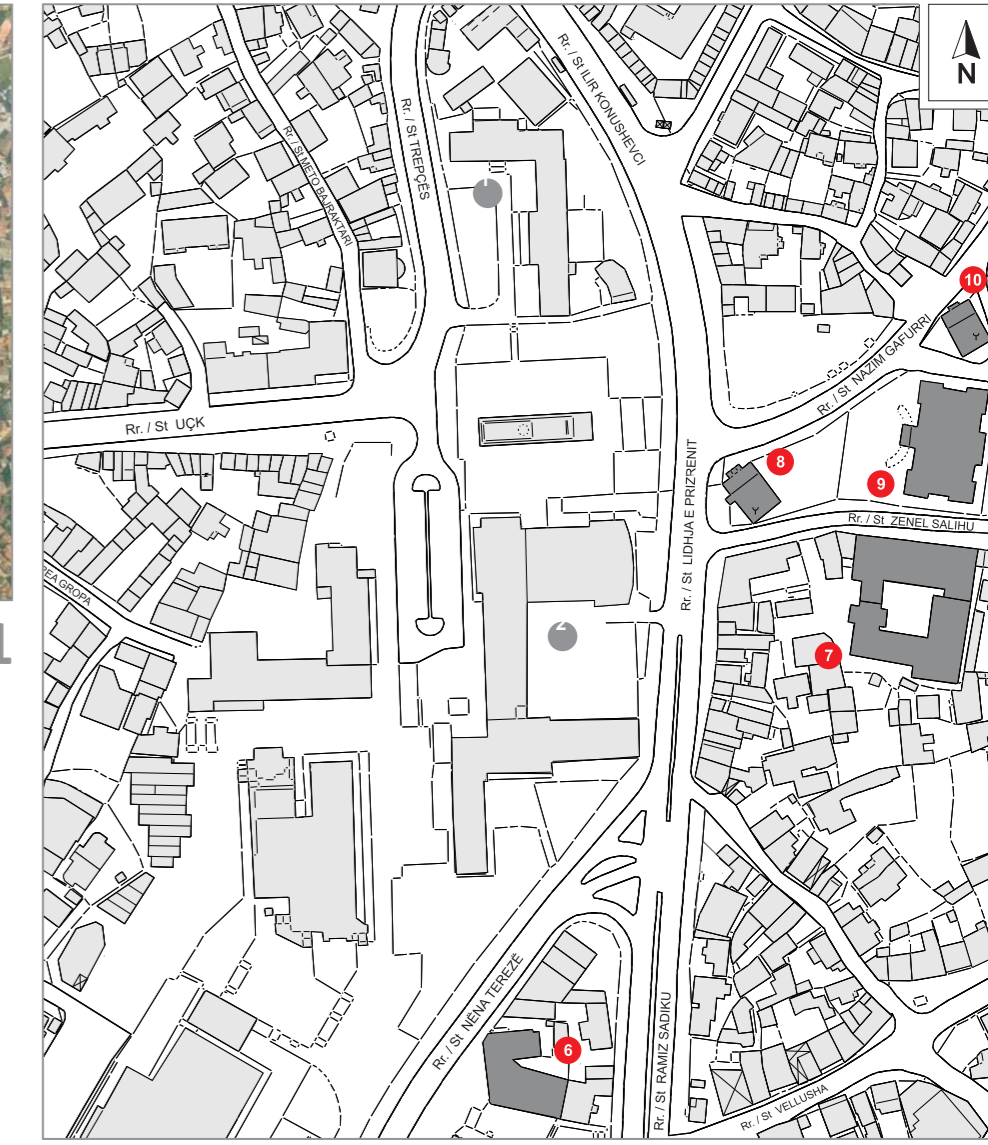 N
Rr. / St ILIR KONUSHEVCI
Rr. / St TREPÇËS
Rr. / St METO BAJRAKTARI
1
10
Rr. / St NAZIM GAFURRI
Rr. / St UÇK
Rr. / St LIDHJA E PRIZRENIT
8
9
Rr. / St ZENEL SALIHU
GROPA
2
7
Rr. / St NËNA TEREZË
6
Rr. / St RAMIZ SADIKU
Rr. / St VELLUSHA